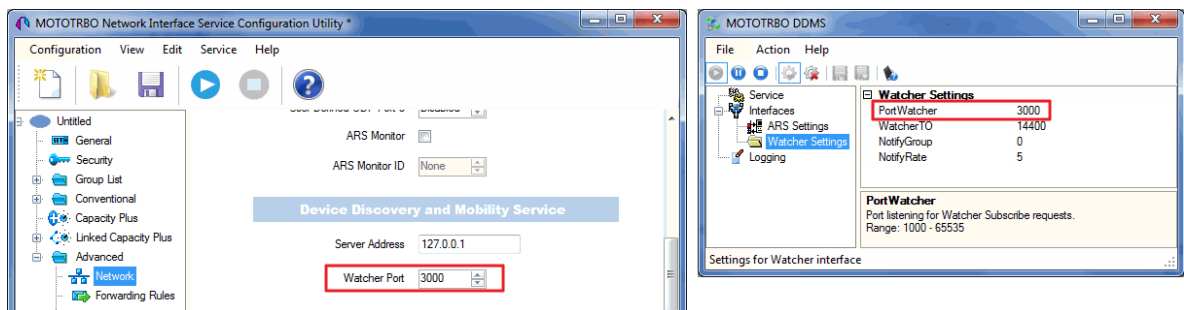 MOTOTRBO Network Interface Service Configuration Utility *
Configuration View Edit Service Help
Untitled
General
Security
Group List
Conventional
Capacity Plus
Linked Capacity Plus
Advanced
Network
Forwarding Rules
ARS Monitor
ARS Monitor ID None
Device Discovery and Mobility Service
Server Address 127.0.0.1
Watcher Port 3000
MOTOTRBO DDMS
File Action Help
Service
Interfaces
ARS Settings
Watcher Settings
Logging
Watcher Settings
PortWatcher 3000
WatcherTO 14400
NotifyGroup 0
NotifyRate 5
PortWatcher
Port listening for Watcher Subscribe requests.
Range: 1000 - 65535
Settings for Watcher interface